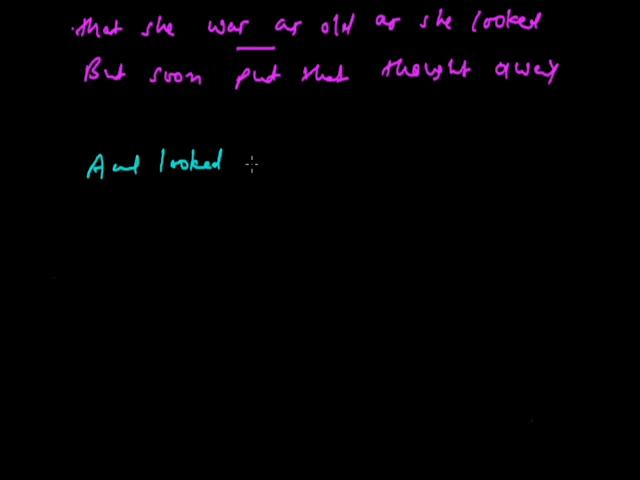 that she was as old as she looked
But soon put that thought away
And looked